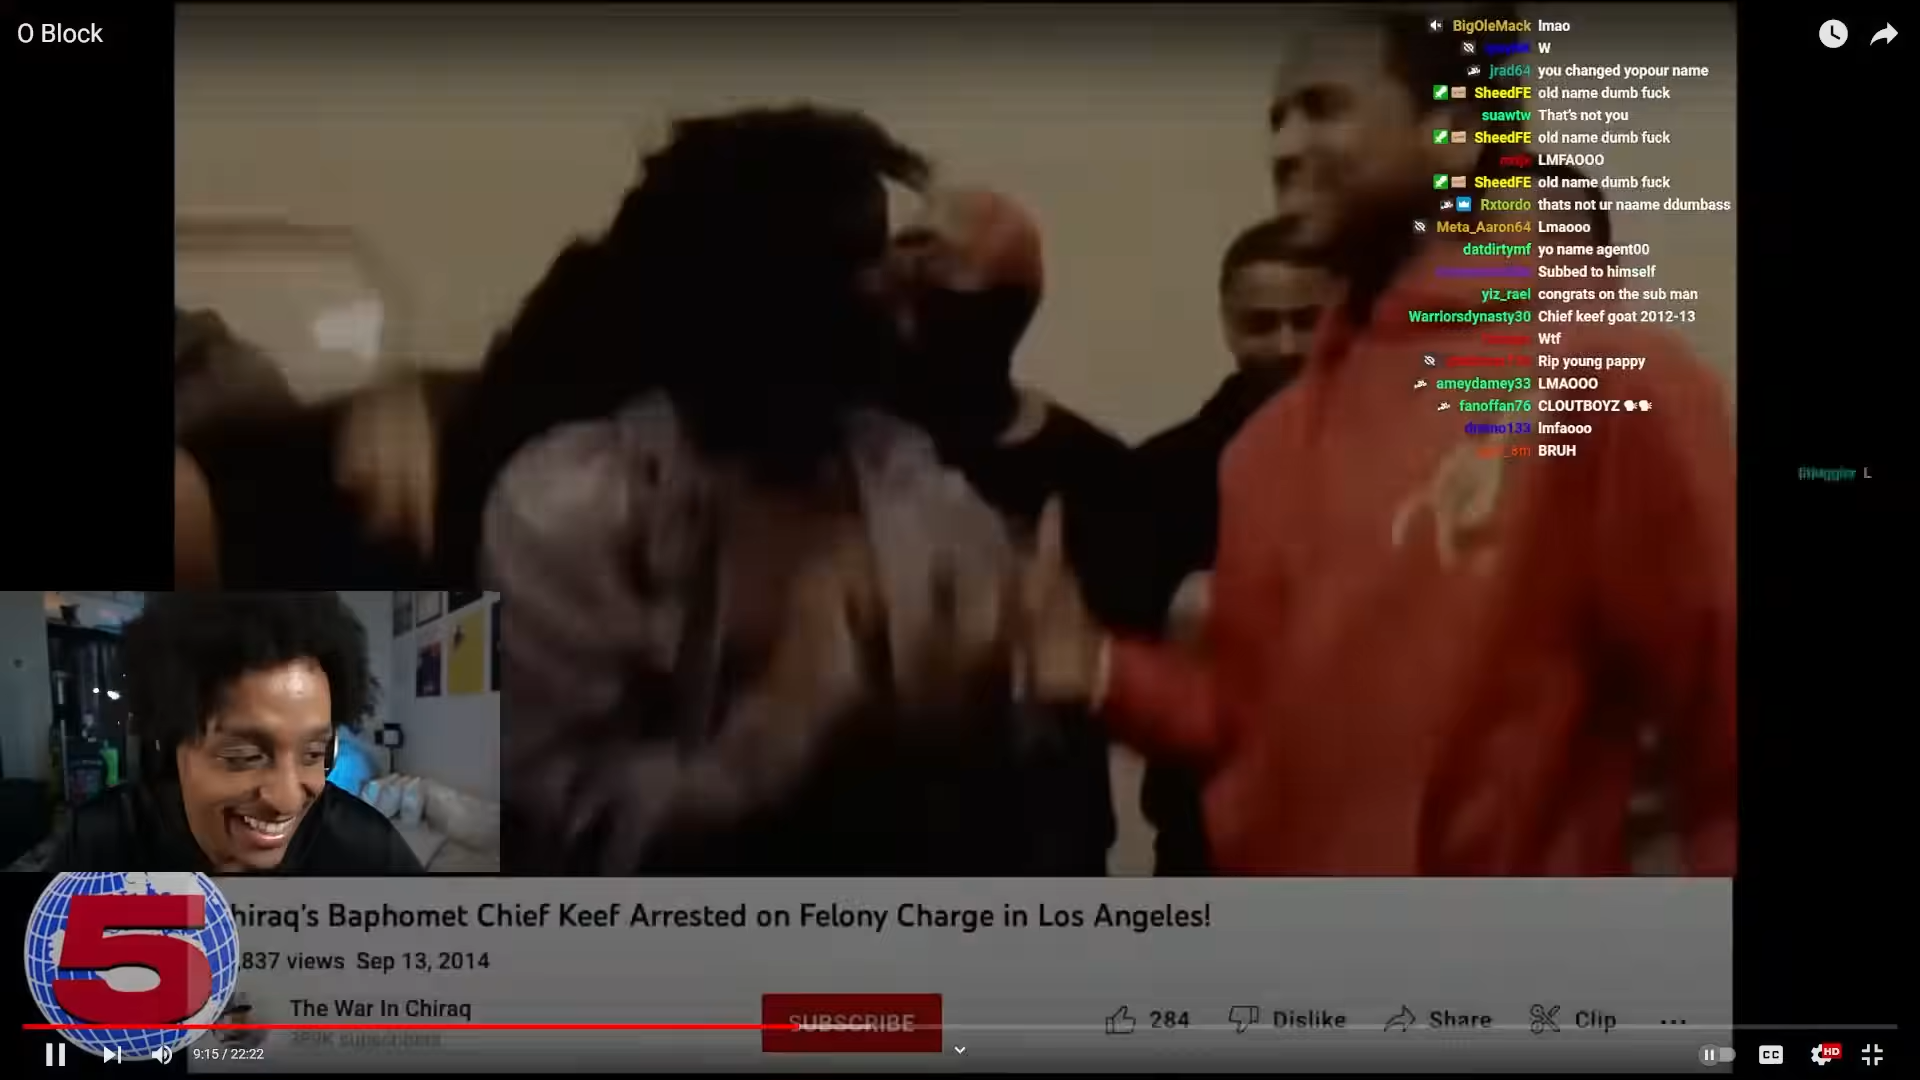 O Block
BigOleMack lmao
W
jrad64 you changed yopour name
SheedFE old name dumb fuck
suawtw That's not you
SheedFE old name dumb fuck
LMFAOOO
SheedFE old name dumb fuck
Rxtordo thats not ur naame ddumbass
Meta_Aaron64 Lmaooo
datdirtymf yo name agent00
Subbed to himself
yiz_rael congrats on the sub man
Warriorsdynasty30 Chief keef goat 2012-13
Wtf
Rip young pappy
ameydamey33 LMAOOO
fanoffan76 CLOUTBOYZ 🗣🗣
lmfaooo
BRUH
L
5
hiraq's Baphomet Chief Keef Arrested on Felony Charge in Los Angeles!
,837 views Sep 13, 2014
The War In Chiraq
SUBSCRIBE
284 Dislike Share Clip ...
9:15 / 22:22
CC
HD